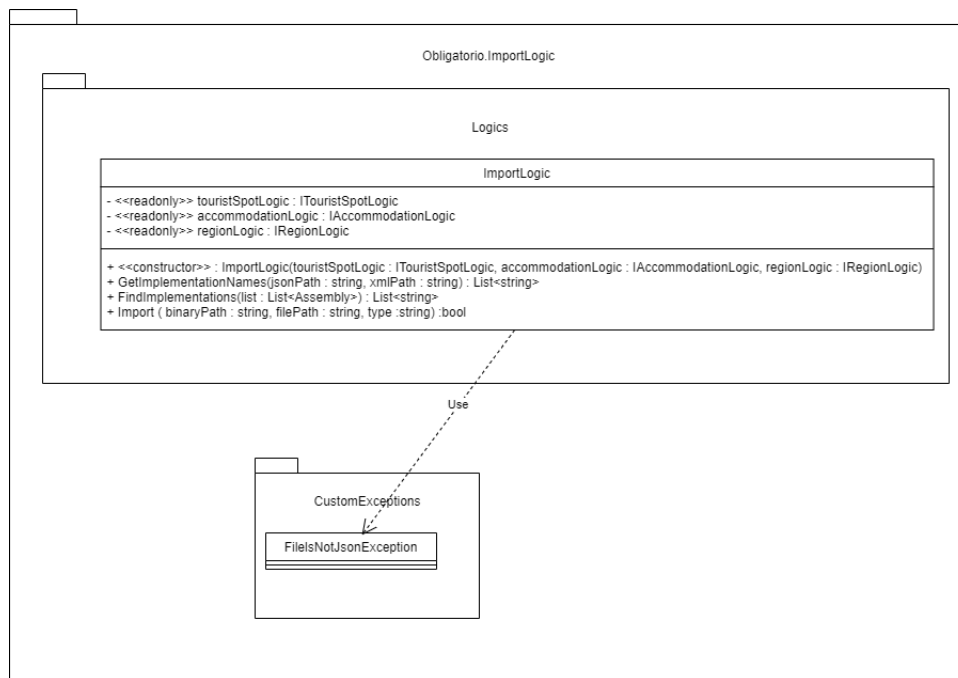 Obligatorio.ImportLogic
Logics
ImportLogic
- <<readonly>> touristSpotLogic : ITouristSpotLogic
- <<readonly>> accommodationLogic : IAccommodationLogic
- <<readonly>> regionLogic : IRegionLogic
+ <<constructor>> : ImportLogic(touristSpotLogic : ITouristSpotLogic, accommodationLogic : IAccommodationLogic, regionLogic : IRegionLogic)
+ GetImplementationNames(jsonPath : string, xmlPath : string) : List<string>
+ FindImplementations(list : List<Assembly>) : List<string>
+ Import ( binaryPath : string, filePath : string, type :string) :bool
Use
CustomExceptions
FileIsNotJsonException